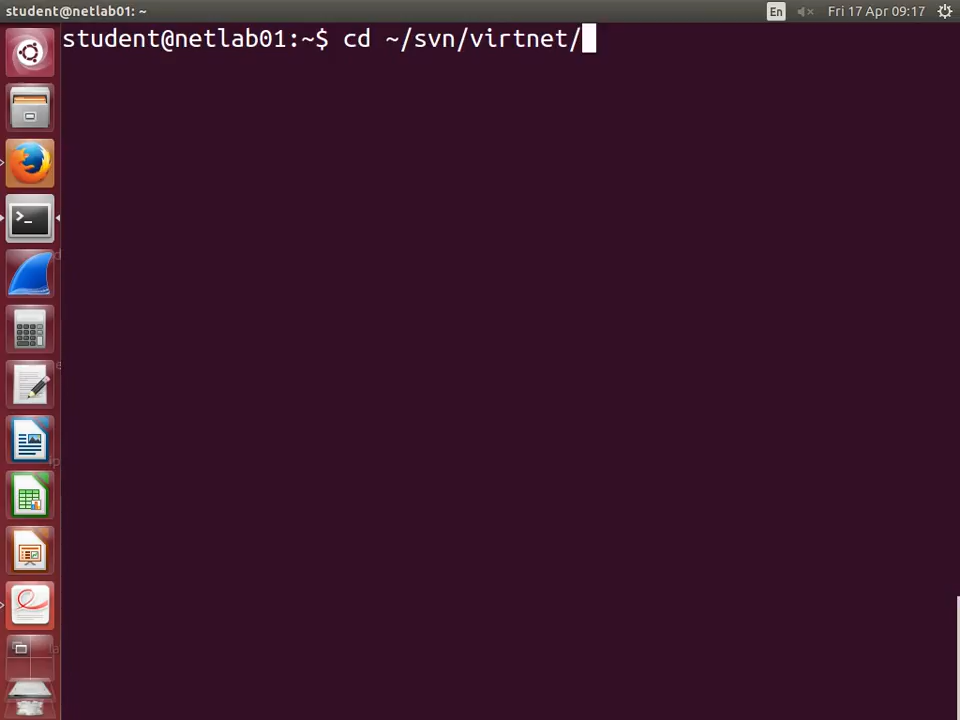 student@netlab01: ~
En
Fri 17 Apr 09:17
student@netlab01:~$ cd ~/svn/virtnet/